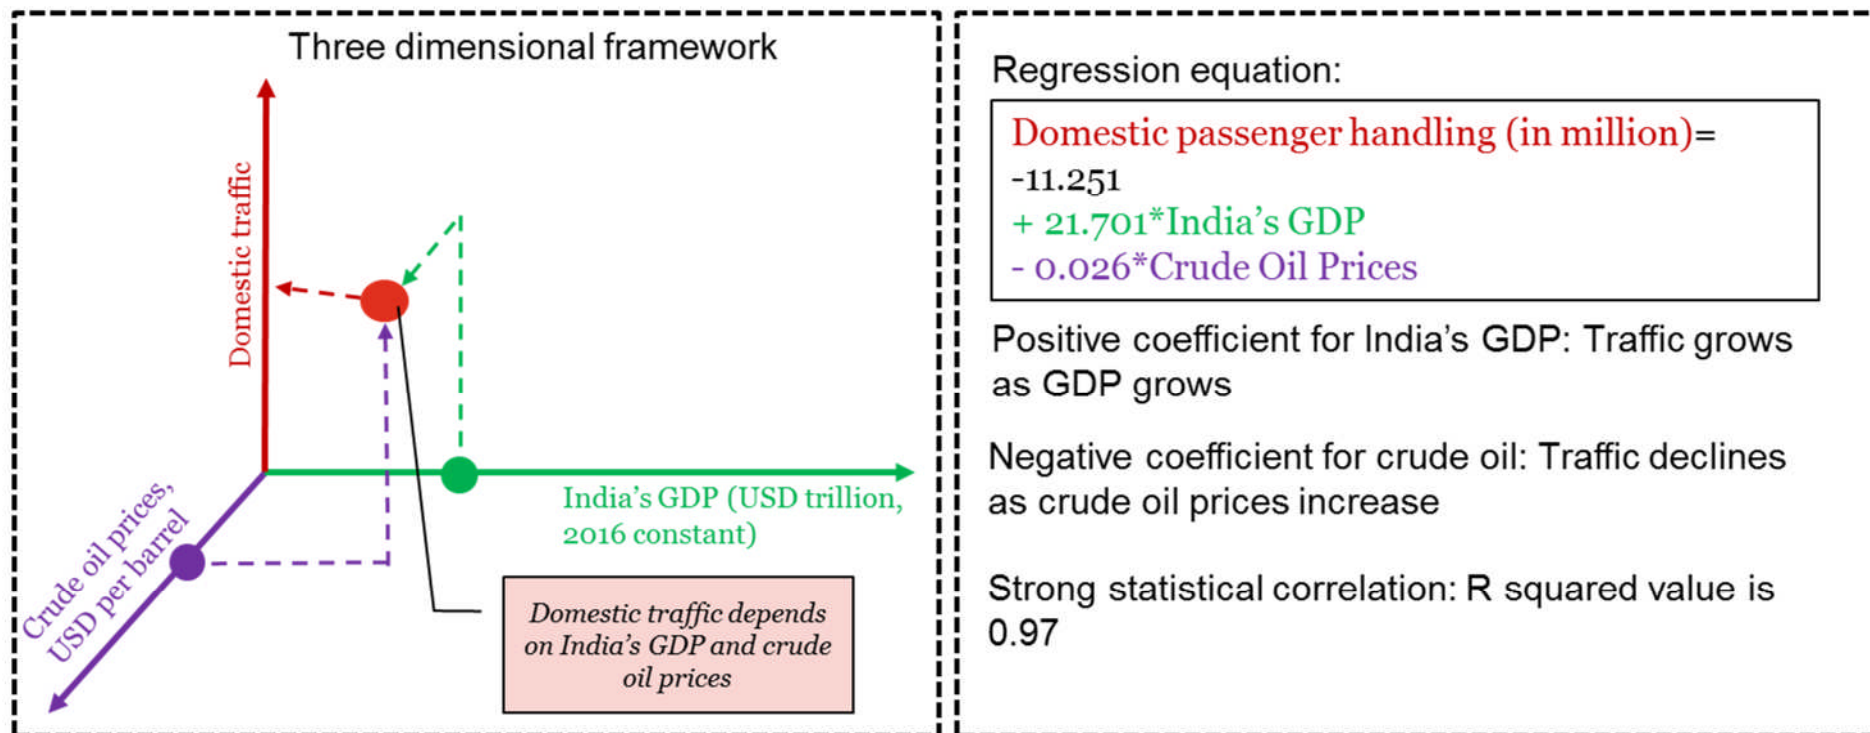 Three dimensional framework
Domestic traffic
India's GDP (USD trillion,
2016 constant)
Crude oil prices,
USD per barrel
Domestic traffic depends
on India's GDP and crude
oil prices
Regression equation:
Domestic passenger handling (in million)=
-11.251
+ 21.701*India's GDP
- 0.026*Crude Oil Prices
Positive coefficient for India's GDP: Traffic grows
as GDP grows
Negative coefficient for crude oil: Traffic declines
as crude oil prices increase
Strong statistical correlation: R squared value is
0.97